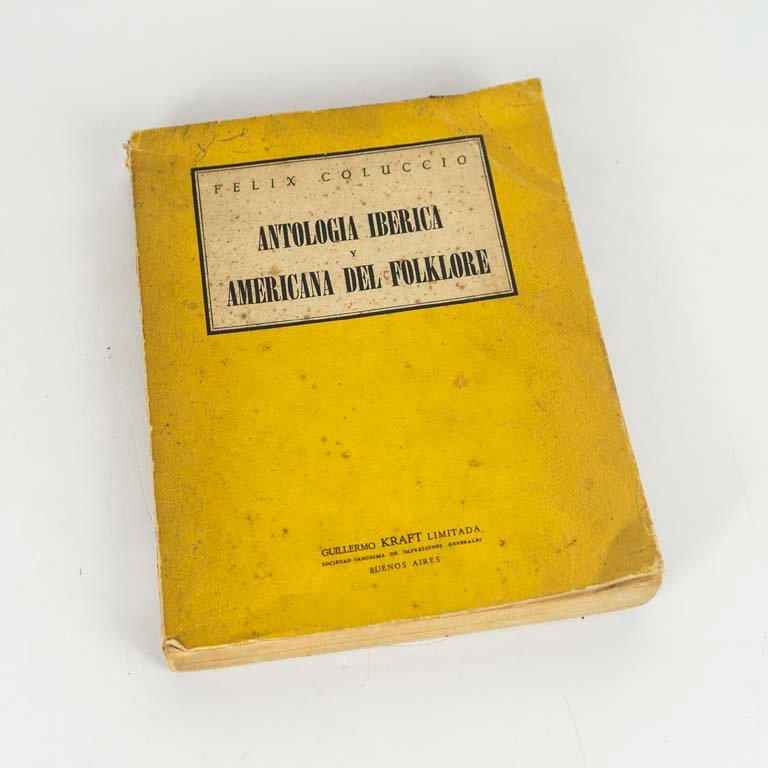 FELIX COLUCCIO
ANTOLOGIA IBERICA
Y
AMERICANA DEL FOLKLORE
GUILLERMO KRAFT LIMITADA
SOCIEDAD ANONIMA DE IMPRESIONES GENERALES
BUENOS AIRES